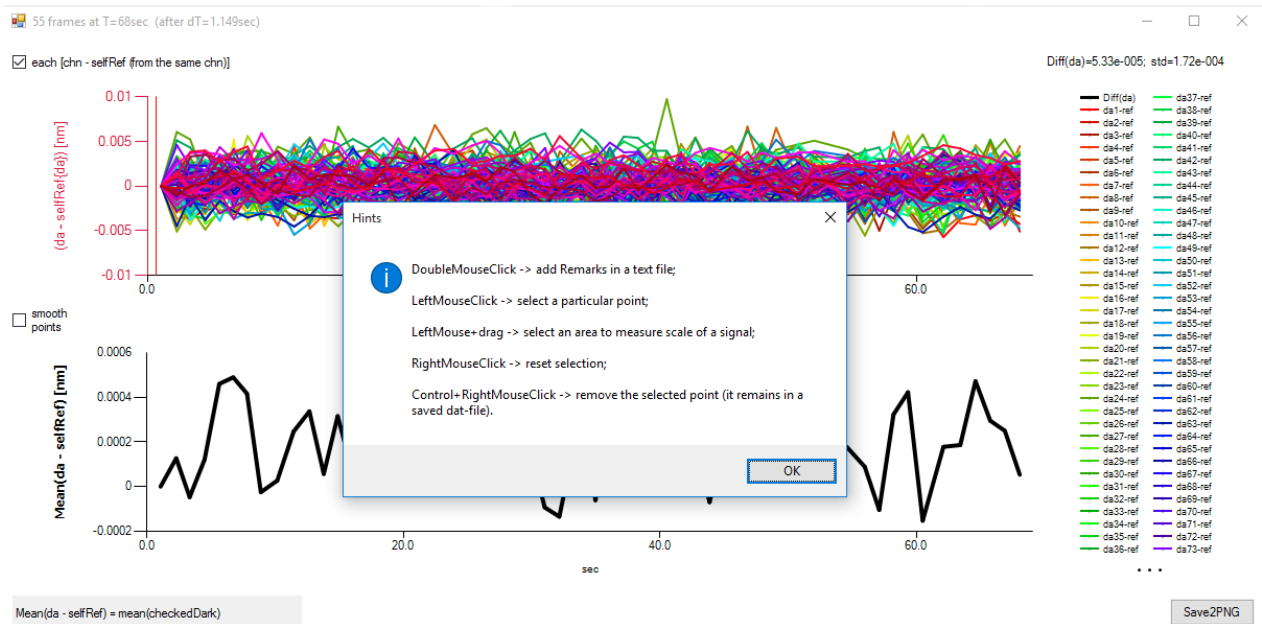 55 frames at T=68sec (after dT=1.149sec)
each [chn - selfRef (from the same chn)]
Diff(da)=5.33e-005; std=1.72e-004
0.01
0.005
0
-0.005
-0.01
(da - selfRef{da}) [nm]
0.0
60.0
Diff(da)
da1-ref
da2-ref
da3-ref
da4-ref
da5-ref
da6-ref
da7-ref
da8-ref
da9-ref
da10-ref
da11-ref
da12-ref
da13-ref
da14-ref
da15-ref
da16-ref
da17-ref
da18-ref
da19-ref
da20-ref
da21-ref
da22-ref
da23-ref
da24-ref
da25-ref
da26-ref
da27-ref
da28-ref
da29-ref
da30-ref
da31-ref
da32-ref
da33-ref
da34-ref
da35-ref
da36-ref
da37-ref
da38-ref
da39-ref
da40-ref
da41-ref
da42-ref
da43-ref
da44-ref
da45-ref
da46-ref
da47-ref
da48-ref
da49-ref
da50-ref
da51-ref
da52-ref
da53-ref
da54-ref
da55-ref
da56-ref
da57-ref
da58-ref
da59-ref
da60-ref
da61-ref
da62-ref
da63-ref
da64-ref
da65-ref
da66-ref
da67-ref
da68-ref
da69-ref
da70-ref
da71-ref
da72-ref
da73-ref
...
Hints
DoubleMouseClick -> add Remarks in a text file;
LeftMouseClick -> select a particular point;
LeftMouse+drag -> select an area to measure scale of a signal;
RightMouseClick -> reset selection;
Control+RightMouseClick -> remove the selected point (it remains in a
saved dat-file).
OK
smooth
points
0.0006
0.0004
0.0002
0
-0.0002
Mean(da - selfRef) [nm]
0.0
20.0
40.0
60.0
sec
Mean(da - selfRef) = mean(checkedDark)
Save2PNG